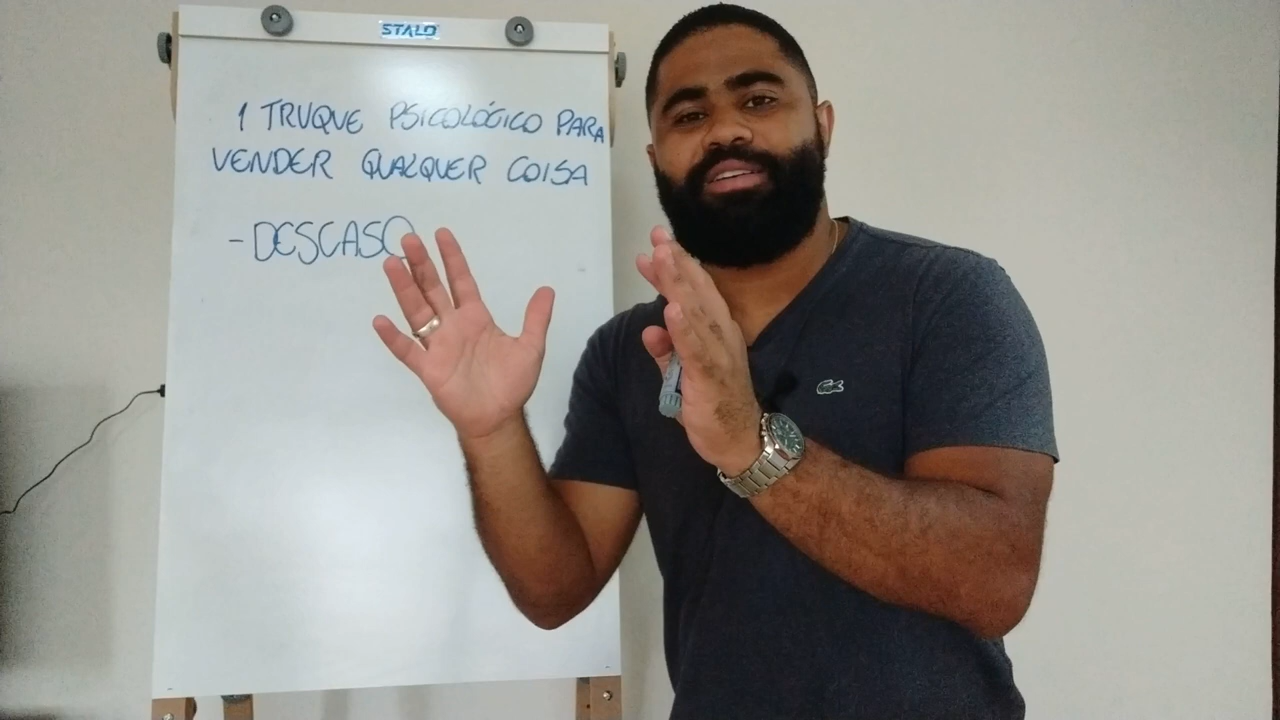 STALO
1 TRUQUE PSICOLÓGICO PARA
VENDER QUALQUER COISA
- DESCASO